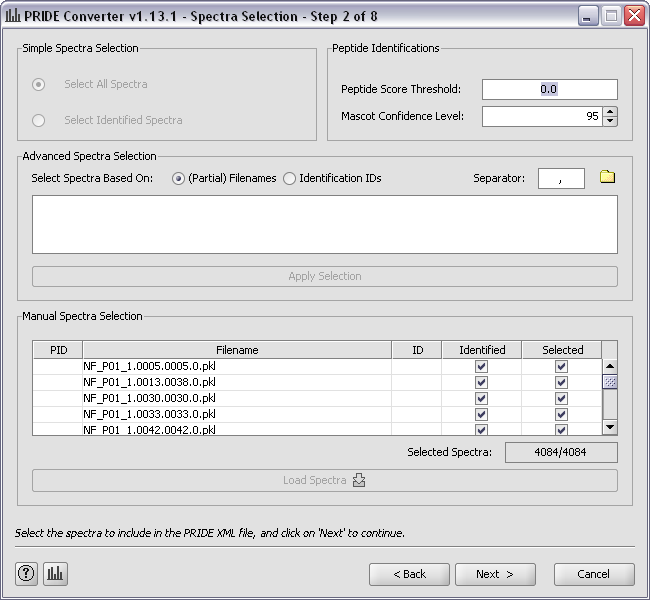 PRIDE Converter v1.13.1 - Spectra Selection - Step 2 of 8
Simple Spectra Selection
Select All Spectra
Select Identified Spectra
Peptide Identifications
Peptide Score Threshold: 0.0
Mascot Confidence Level: 95
Advanced Spectra Selection
Select Spectra Based On: (Partial) Filenames Identification IDs Separator: ,
Apply Selection
Manual Spectra Selection
PID Filename ID Identified Selected
NF_P01_1.0005.0005.0.pkl
NF_P01_1.0013.0038.0.pkl
NF_P01_1.0030.0030.0.pkl
NF_P01_1.0033.0033.0.pkl
NF_P01_1.0042.0042.0.pkl
Selected Spectra: 4084/4084
Load Spectra
Select the spectra to include in the PRIDE XML file, and click on 'Next' to continue.
? < Back Next > Cancel